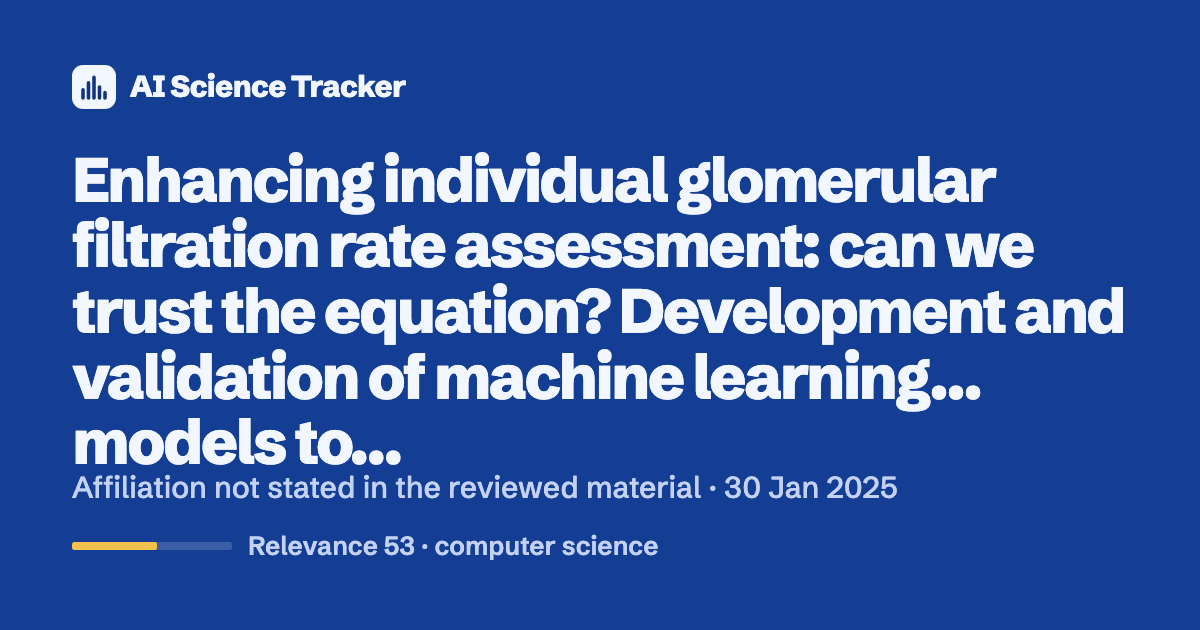 AI Science Tracker
Enhancing individual glomerular
filtration rate assessment: can we
trust the equation? Development and
validation of machine learning...
models to...
Affiliation not stated in the reviewed material · 30 Jan 2025
Relevance 53 · computer science